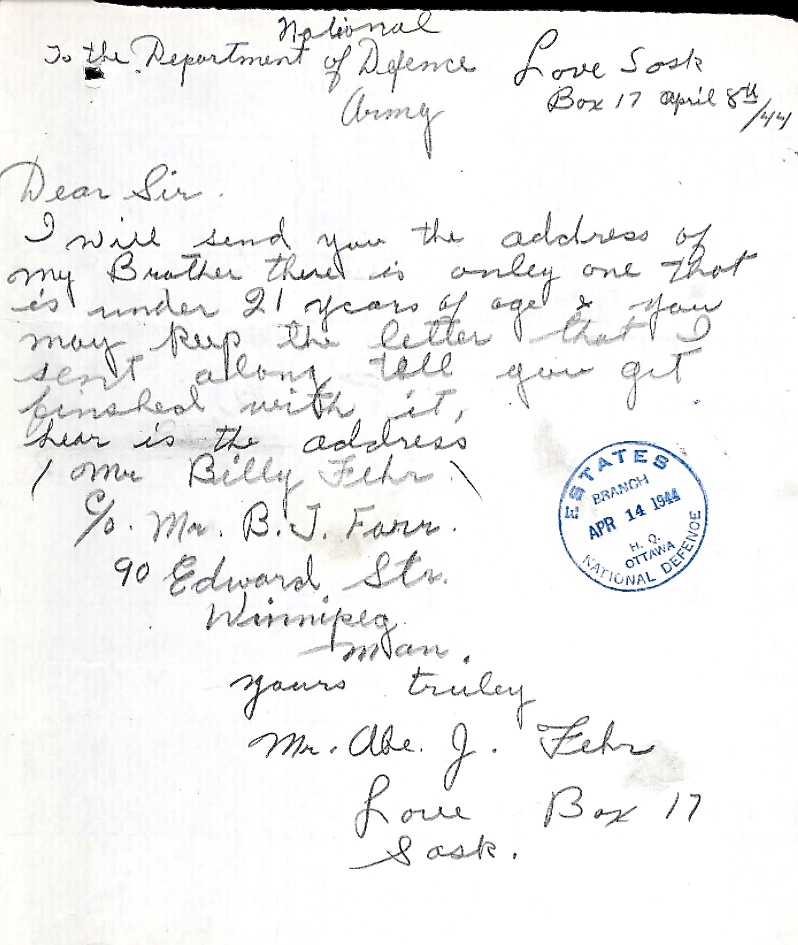 National
To the Department of Defence
Army
Love Sask
Box 17 April 8th/44
Dear Sir.
I will send you the address of
my Brother there is onley one that
is under 21 years of age & you
may keep the letter that I
sent along till you get
finshed with it,
hear is the address
( Mr Billy Fehr. )
c/o. Mr. B. J. Farr.
90 Edward Str.
Winnipeg
Man.
yours truley
Mr. Abe. J. Fehr
Love Box 17
Sask.
ESTATES
BRANCH
APR 14 1944
H. Q.
OTTAWA
NATIONAL DEFENCE